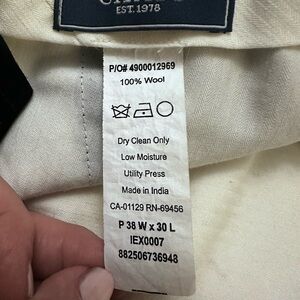 EST.1978
P/O# 4900012969
100% Wool
Dry Clean Only
Low Moisture
Utility Press
Made in India
CA-01129 RN-69456
P 38 W x 30 L
IEX0007
882506736948